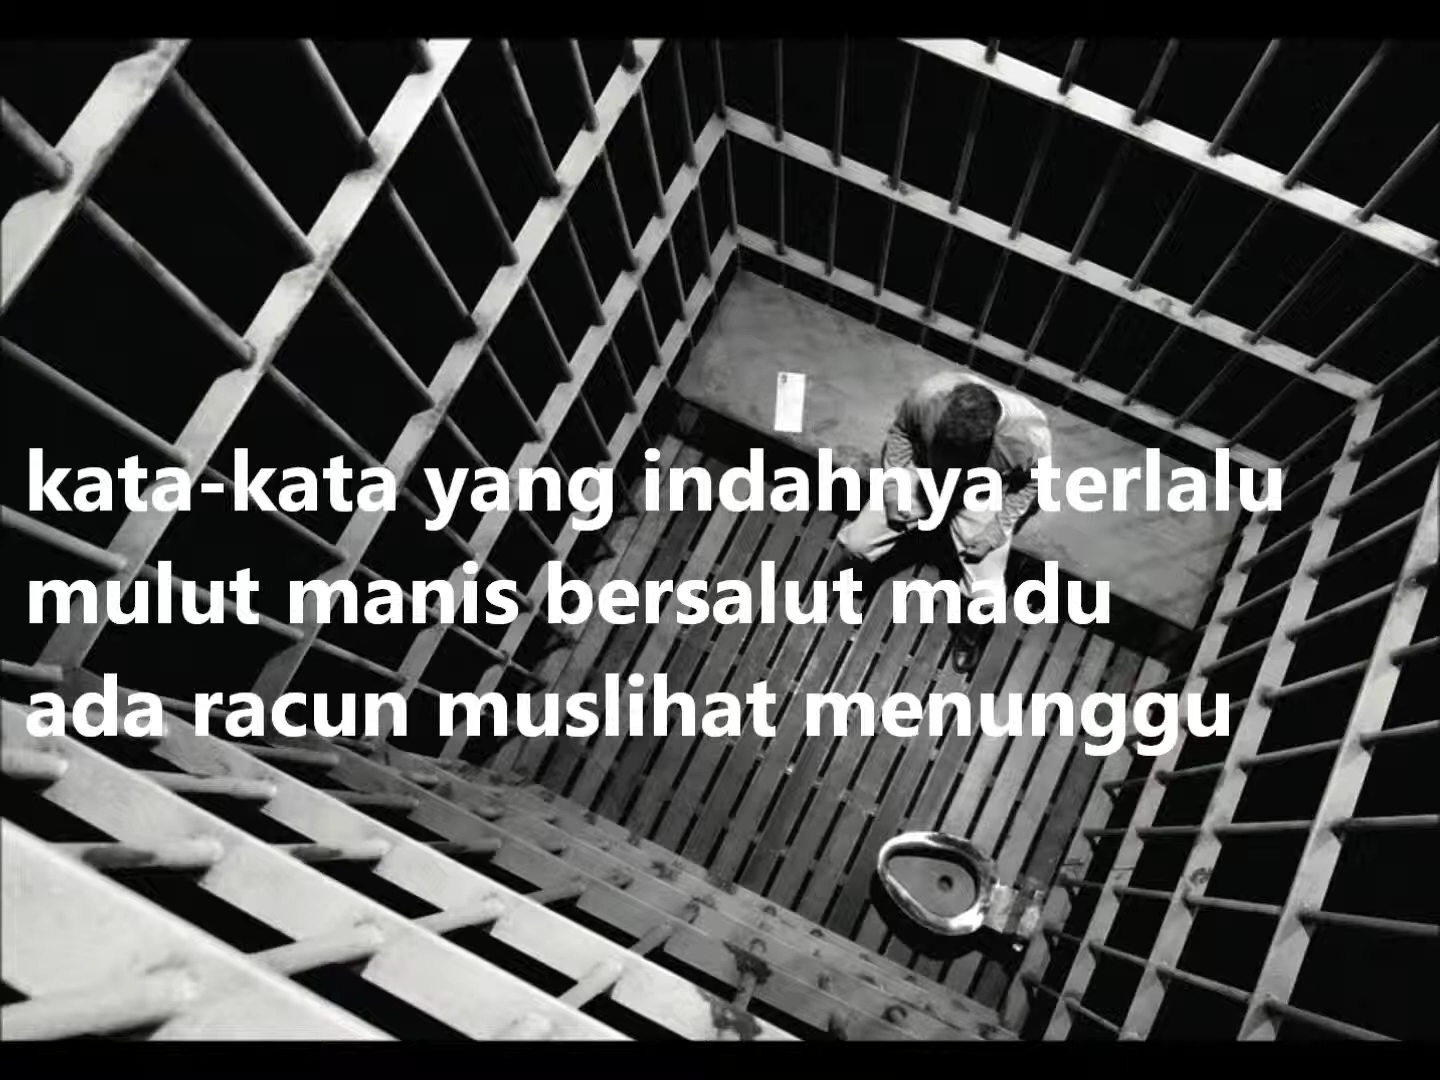 kata-kata yang indahnya terlalu
mulut manis bersalut madu
ada racun muslihat menunggu